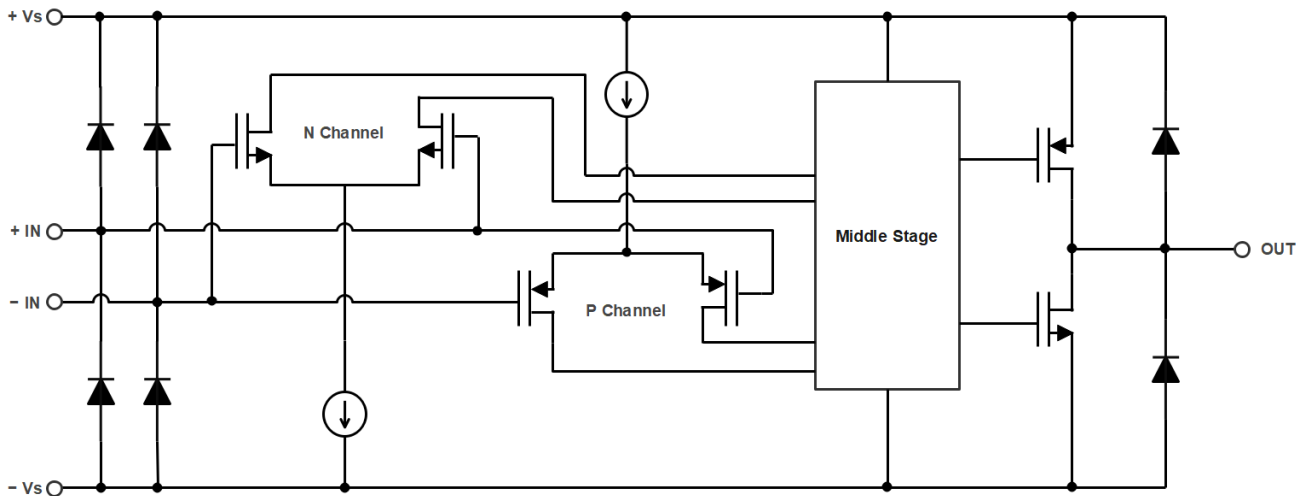 + Vs
N Channel
+ IN
Middle Stage
OUT
− IN
P Channel
− Vs